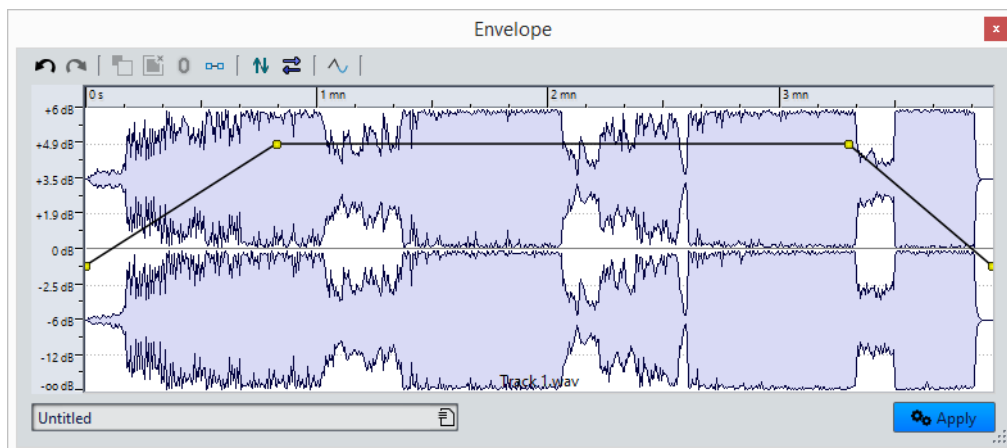 Envelope
x
0
0 s 1 mn 2 mn 3 mn
+6 dB
+4.9 dB
+3.5 dB
+1.9 dB
0 dB
-2.5 dB
-6 dB
-12 dB
-oo dB
Track 1.wav
Untitled
Apply